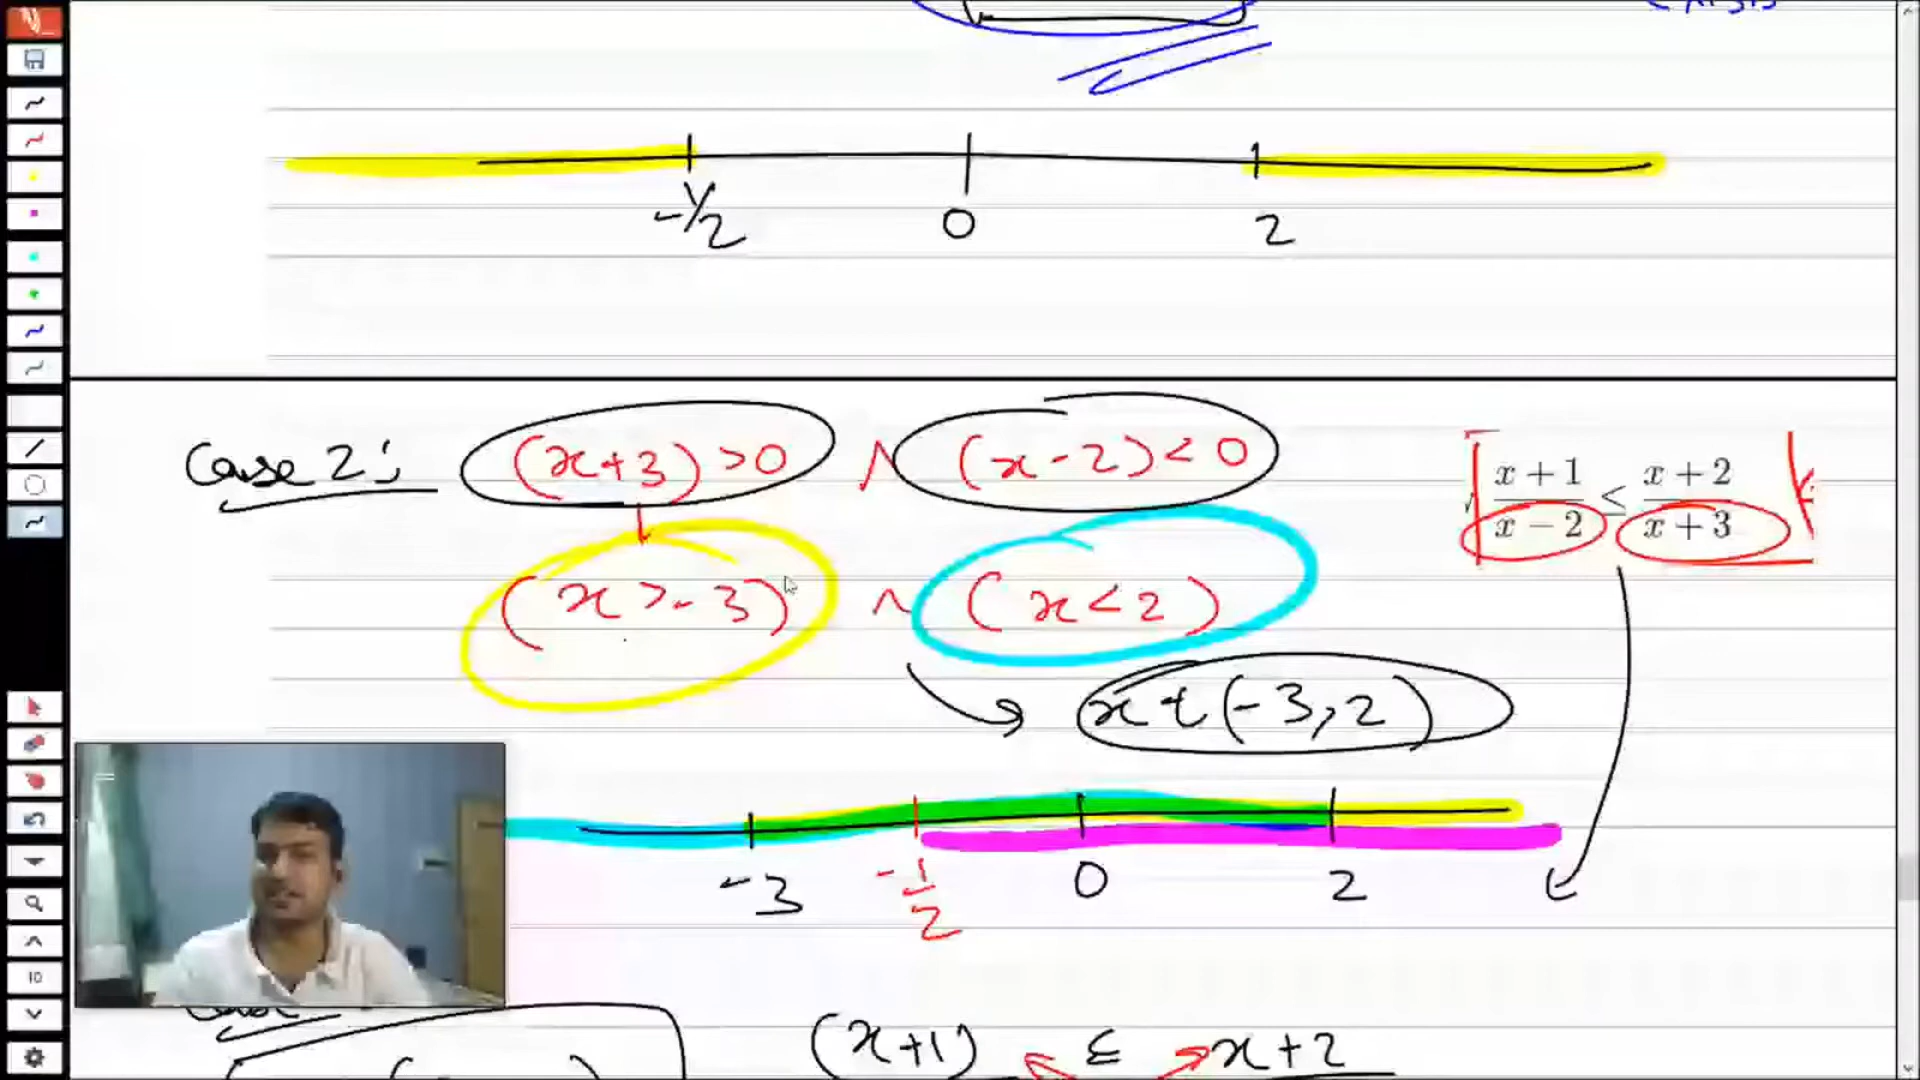 -1/2 0 2
Case 2: (x+3) >0 ∧ (x-2) < 0
x + 1 / x − 2 ≤ x + 2 / x + 3
(x > -3) ∧ (x < 2)
x ∈ (-3, 2)
-3 -1/2 0 2
(x+1) ≤ x+2
10